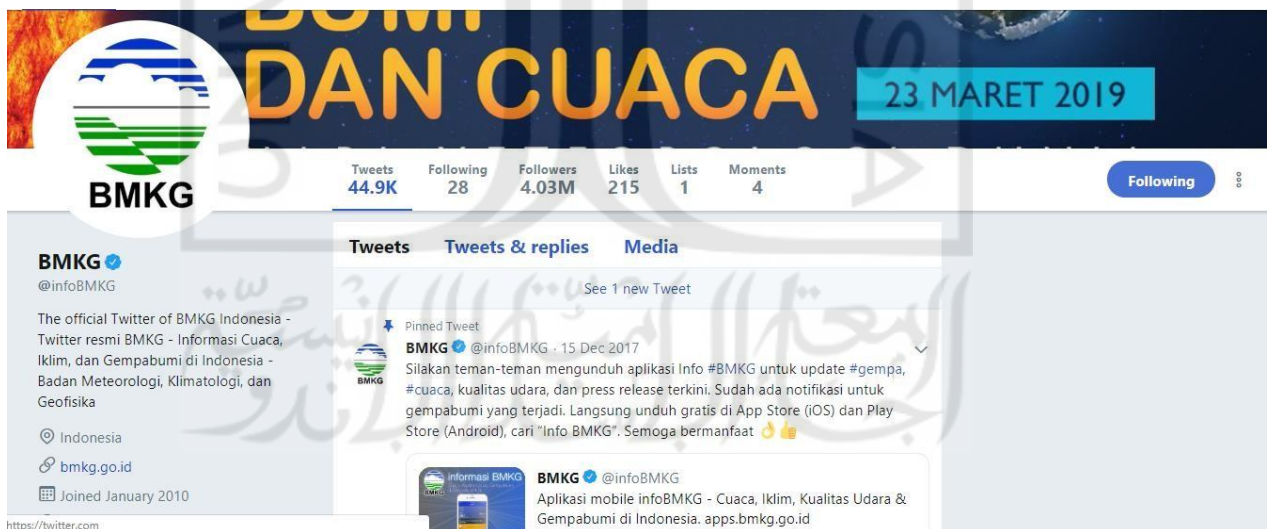 BUMI
DAN CUACA
23 MARET 2019
BMKG
Tweets Following Followers Likes Lists Moments
44.9K 28 4.03M 215 1 4
Following
BMKG
@infoBMKG
The official Twitter of BMKG Indonesia -
Twitter resmi BMKG - Informasi Cuaca,
Iklim, dan Gempabumi di Indonesia -
Badan Meteorologi, Klimatologi, dan
Geofisika
Indonesia
bmkg.go.id
Joined January 2010
https://twitter.com
Tweets Tweets & replies Media
See 1 new Tweet
Pinned Tweet
BMKG @infoBMKG · 15 Dec 2017
Silakan teman-teman mengunduh aplikasi Info #BMKG untuk update #gempa,
#cuaca, kualitas udara, dan press release terkini. Sudah ada notifikasi untuk
gempabumi yang terjadi. Langsung unduh gratis di App Store (iOS) dan Play
Store (Android), cari "Info BMKG". Semoga bermanfaat 👌👍
BMKG
informasi BMKG
BMKG @infoBMKG
Aplikasi mobile infoBMKG - Cuaca, Iklim, Kualitas Udara &
Gempabumi di Indonesia. apps.bmkg.go.id